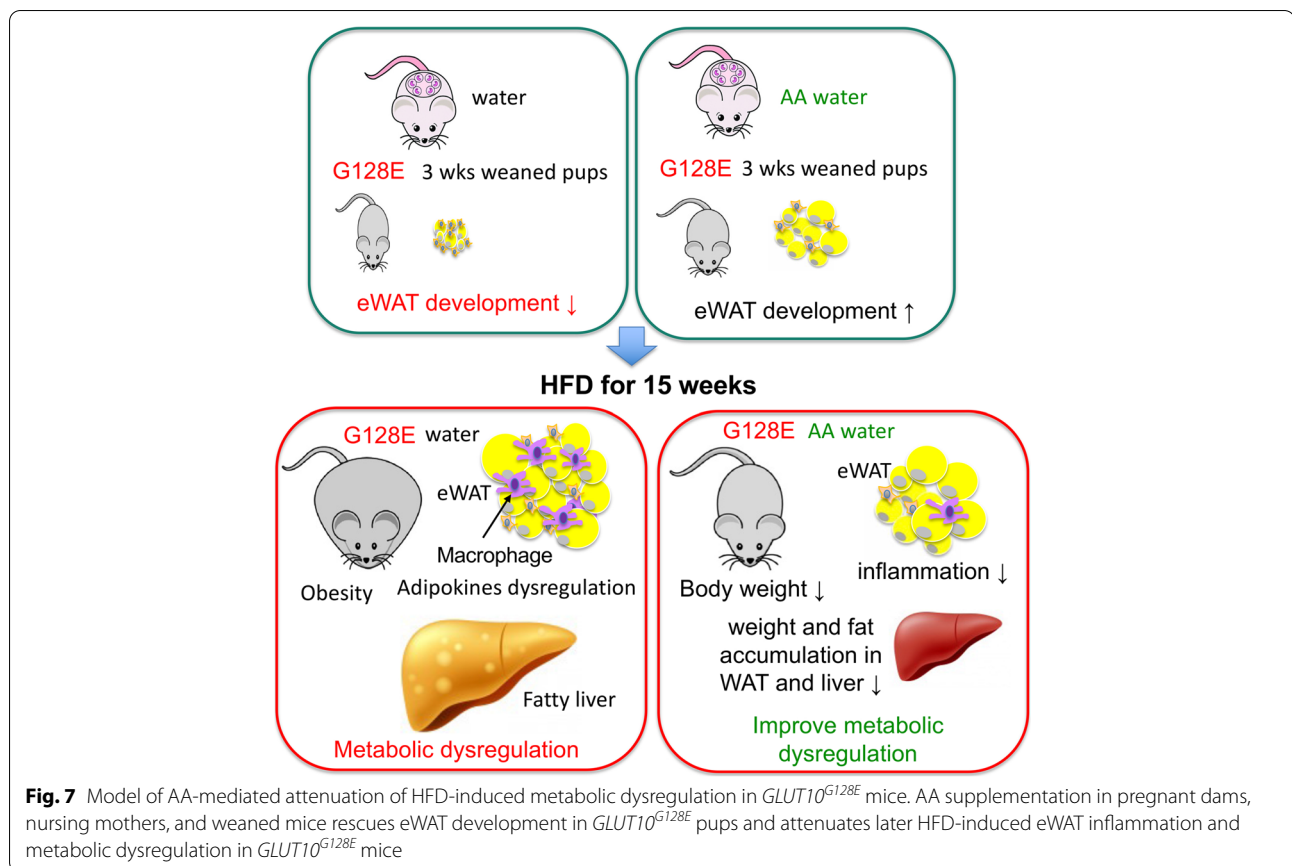 water
G128E 3 wks weaned pups
eWAT development ↓
AA water
G128E 3 wks weaned pups
eWAT development ↑
HFD for 15 weeks
G128E water
eWAT
Macrophage
Obesity
Adipokines dysregulation
Fatty liver
Metabolic dysregulation
G128E AA water
eWAT
inflammation ↓
Body weight ↓
weight and fat
accumulation in
WAT and liver ↓
Improve metabolic
dysregulation
Fig. 7 Model of AA-mediated attenuation of HFD-induced metabolic dysregulation in GLUT10G128E mice. AA supplementation in pregnant dams,
nursing mothers, and weaned mice rescues eWAT development in GLUT10G128E pups and attenuates later HFD-induced eWAT inflammation and
metabolic dysregulation in GLUT10G128E mice